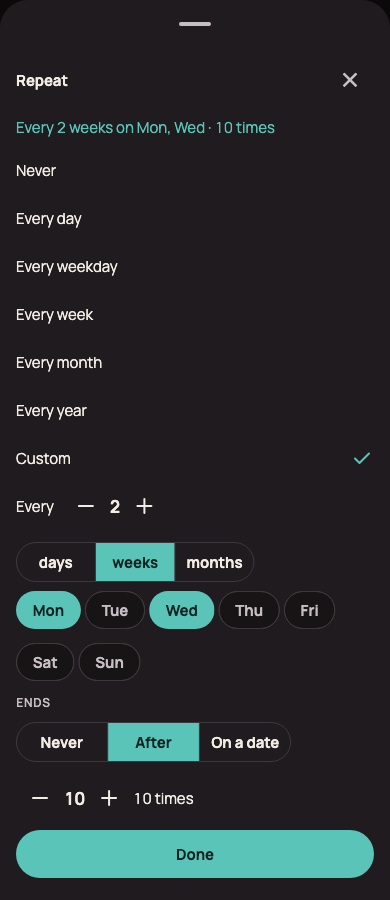 Repeat
Every 2 weeks on Mon, Wed · 10 times
Never
Every day
Every weekday
Every week
Every month
Every year
Custom
Every 2
days weeks months
Mon Tue Wed Thu Fri
Sat Sun
ENDS
Never After On a date
10 10 times
Done